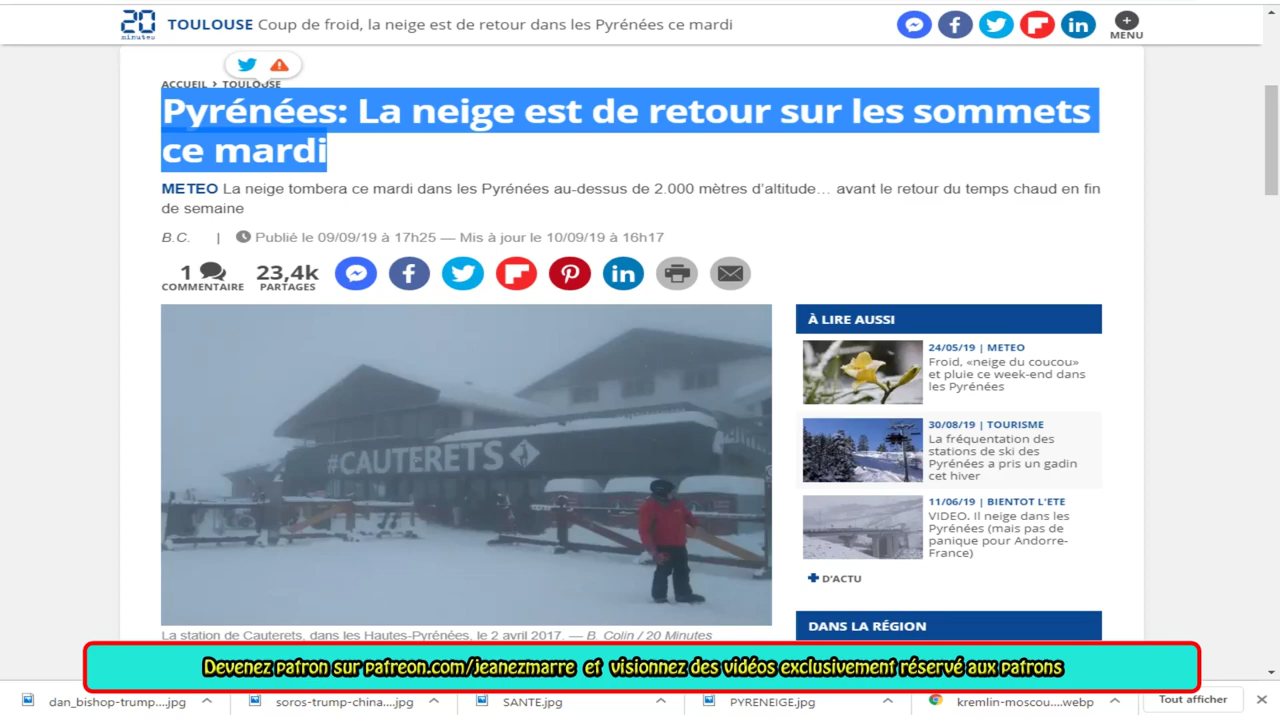 20 minutes
TOULOUSE Coup de froid, la neige est de retour dans les Pyrénées ce mardi
MENU
ACCUEIL > TOULOUSE
Pyrénées: La neige est de retour sur les sommets
ce mardi
METEO La neige tombera ce mardi dans les Pyrénées au-dessus de 2.000 mètres d'altitude… avant le retour du temps chaud en fin
de semaine
B.C. | Publié le 09/09/19 à 17h25 — Mis à jour le 10/09/19 à 16h17
1
COMMENTAIRE
23,4k
PARTAGES
#CAUTERETS
La station de Cauterets, dans les Hautes-Pyrénées, le 2 avril 2017. — B. Colin / 20 Minutes
À LIRE AUSSI
24/05/19 | METEO
Froid, «neige du coucou»
et pluie ce week-end dans
les Pyrénées
30/08/19 | TOURISME
La fréquentation des
stations de ski des
Pyrénées a pris un gadin
cet hiver
11/06/19 | BIENTOT L'ETE
VIDEO. Il neige dans les
Pyrénées (mais pas de
panique pour Andorre-
France)
D'ACTU
DANS LA RÉGION
Devenez patron sur patreon.com/jeanezmarre et visionnez des vidéos exclusivement réservé aux patrons
dan_bishop-trump....jpg
soros-trump-china....jpg
SANTE.jpg
PYRENEIGE.jpg
kremlin-moscou....webp
Tout afficher